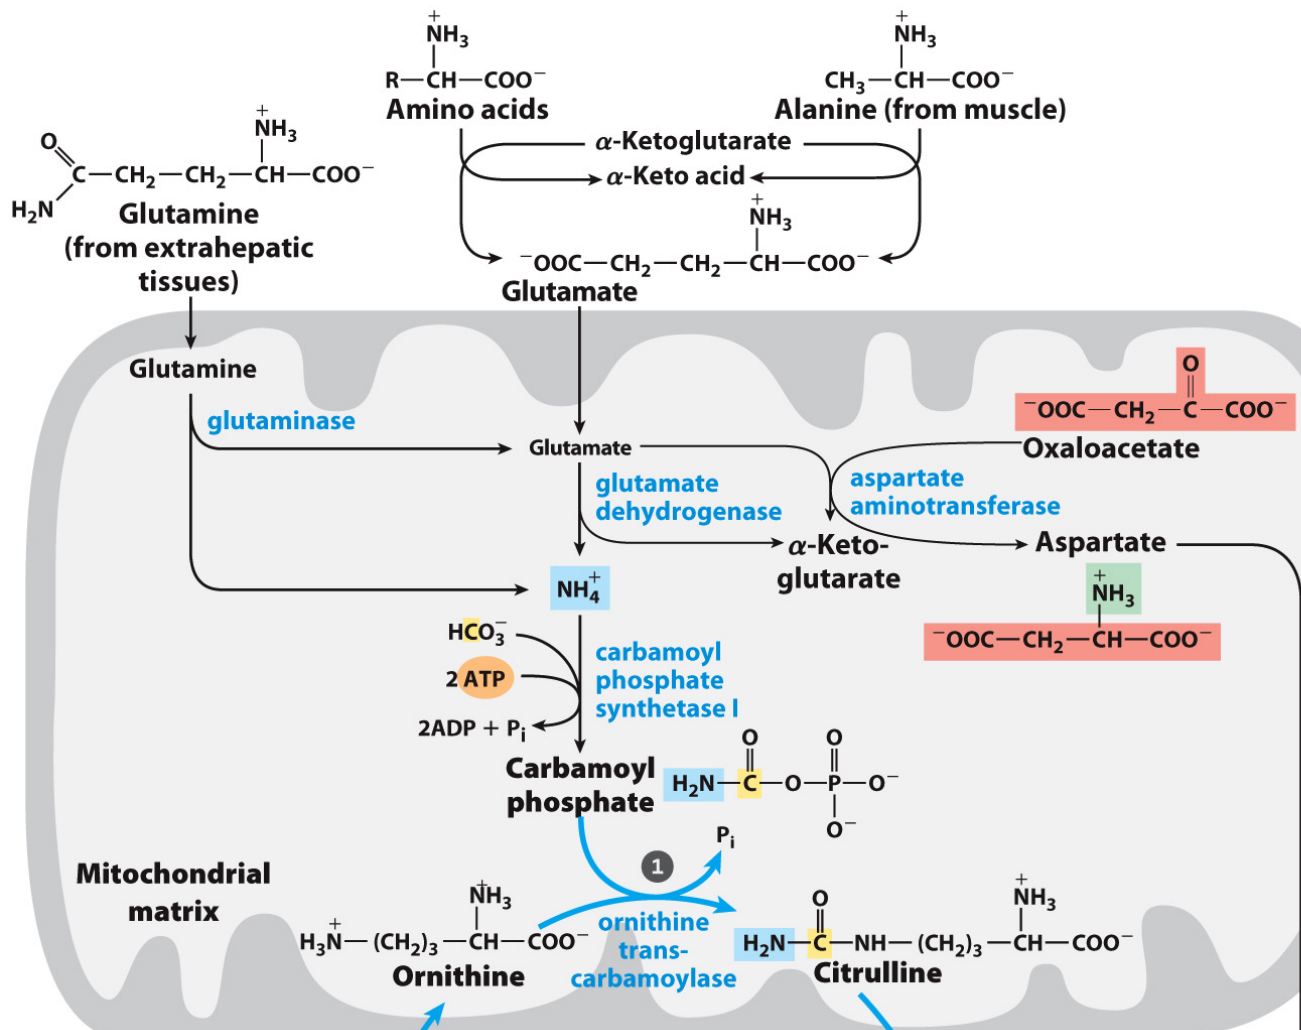 +
NH₃
R—CH—COO⁻
Amino acids
+
NH₃
CH₃—CH—COO⁻
Alanine (from muscle)
O
+
NH₃
C—CH₂—CH₂—CH—COO⁻
H₂N
Glutamine
(from extrahepatic
tissues)
α-Ketoglutarate
α-Keto acid
+
NH₃
⁻OOC—CH₂—CH₂—CH—COO⁻
Glutamate
Glutamine
glutaminase
Glutamate
O
⁻OOC—CH₂—C—COO⁻
Oxaloacetate
glutamate
dehydrogenase
aspartate
aminotransferase
α-Keto-
glutarate
Aspartate
+
NH₃
⁻OOC—CH₂—CH—COO⁻
NH₄⁺
HCO₃⁻
2 ATP
2ADP + Pᵢ
carbamoyl
phosphate
synthetase I
Carbamoyl
phosphate
O O
H₂N—C—O—P—O⁻
O⁻
Pᵢ
1
Mitochondrial
matrix
+
NH₃
+
H₃N—(CH₂)₃—CH—COO⁻
Ornithine
ornithine
trans-
carbamoylase
O
+
NH₃
H₂N—C—NH—(CH₂)₃—CH—COO⁻
Citrulline